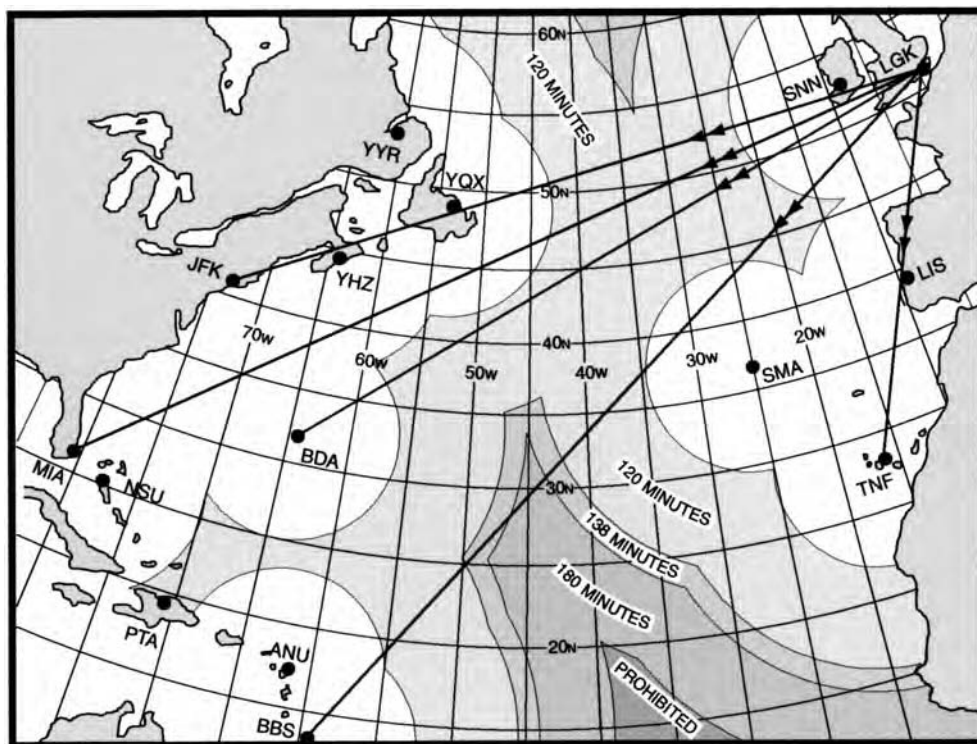 60N
LGK
120 MINUTES
SNN
YYR
YQX
50N
JFK
YHZ
LIS
70W
60W
50W
40N
40W
30W
20W
SMA
BDA
MIA
NSU
30N
120 MINUTES
TNF
138 MINUTES
180 MINUTES
PTA
ANU
20N
PROHIBITED
BBS